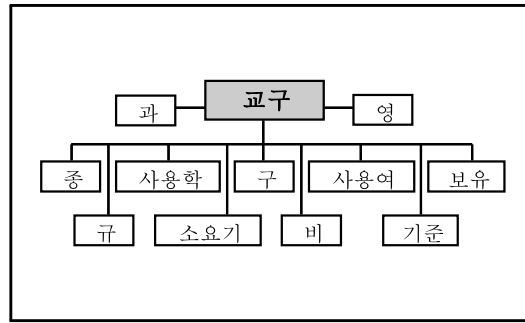 교구
과 영
종 사용학 구 사용여 보유
규 소요기 비 기준